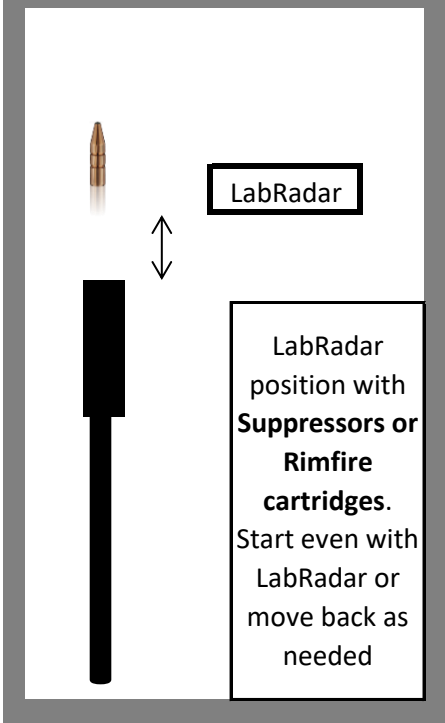 LabRadar
LabRadar
position with
Suppressors or
Rimfire
cartridges.
Start even with
LabRadar or
move back as
needed